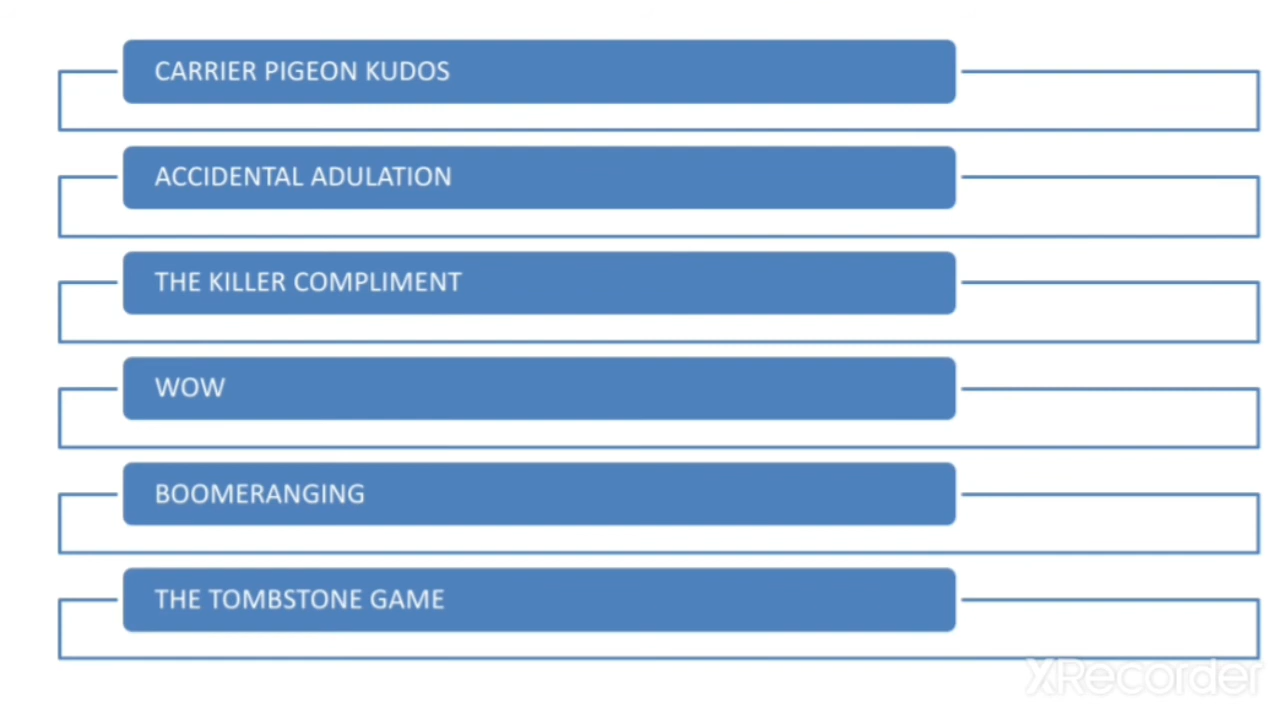 CARRIER PIGEON KUDOS
ACCIDENTAL ADULATION
THE KILLER COMPLIMENT
WOW
BOOMERANGING
THE TOMBSTONE GAME
XRecorder